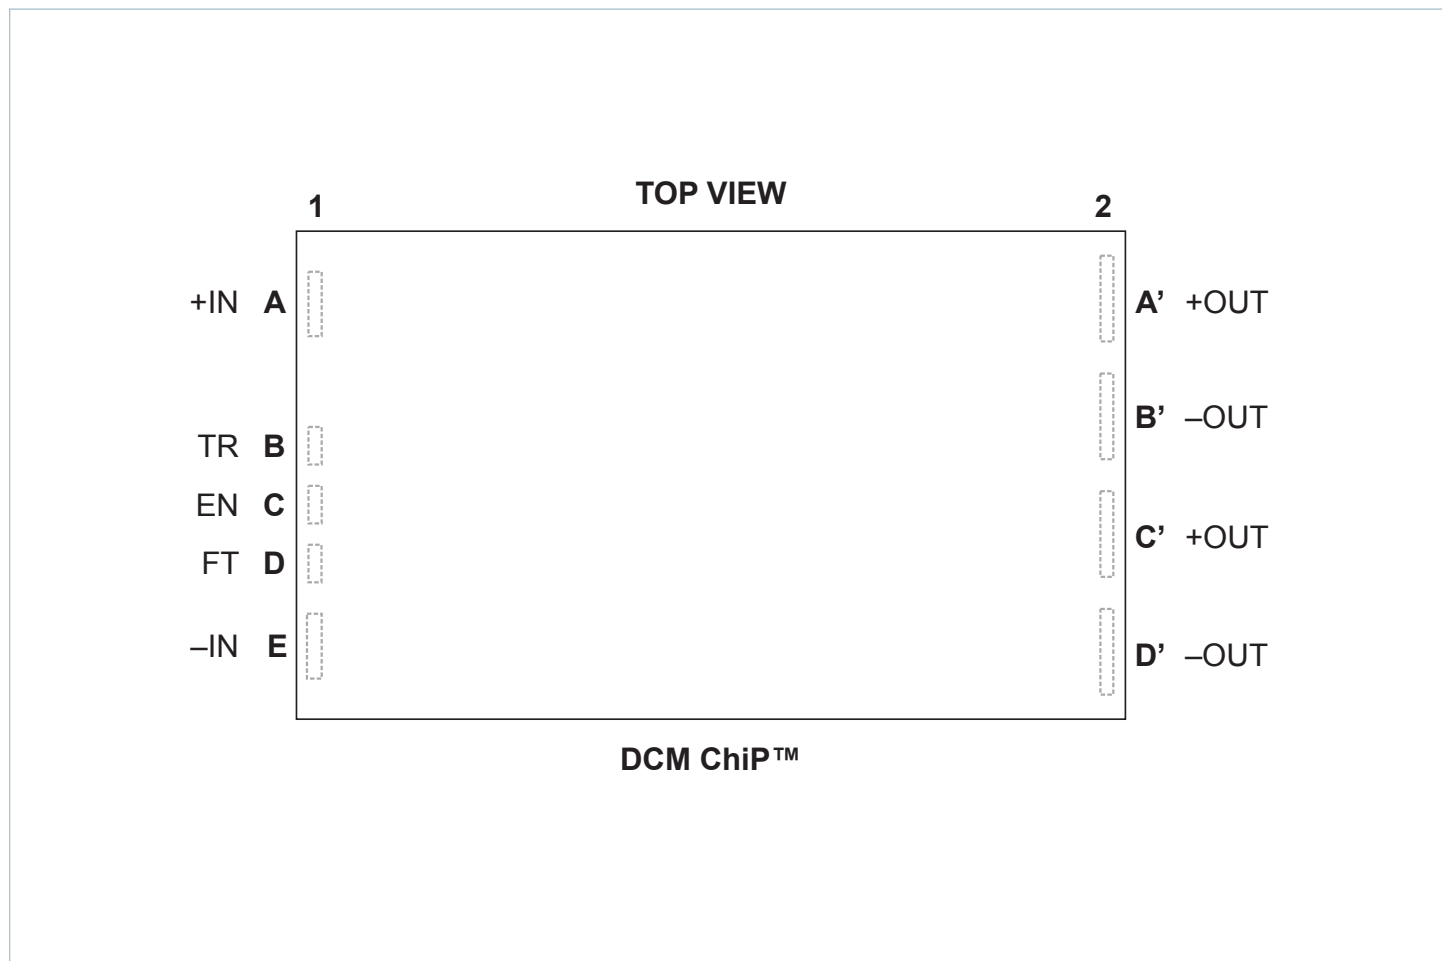 TOP VIEW
1 2
+IN A A’ +OUT
B’ –OUT
TR B
EN C
C’ +OUT
FT D
–IN E
D’ –OUT
DCM ChiP™